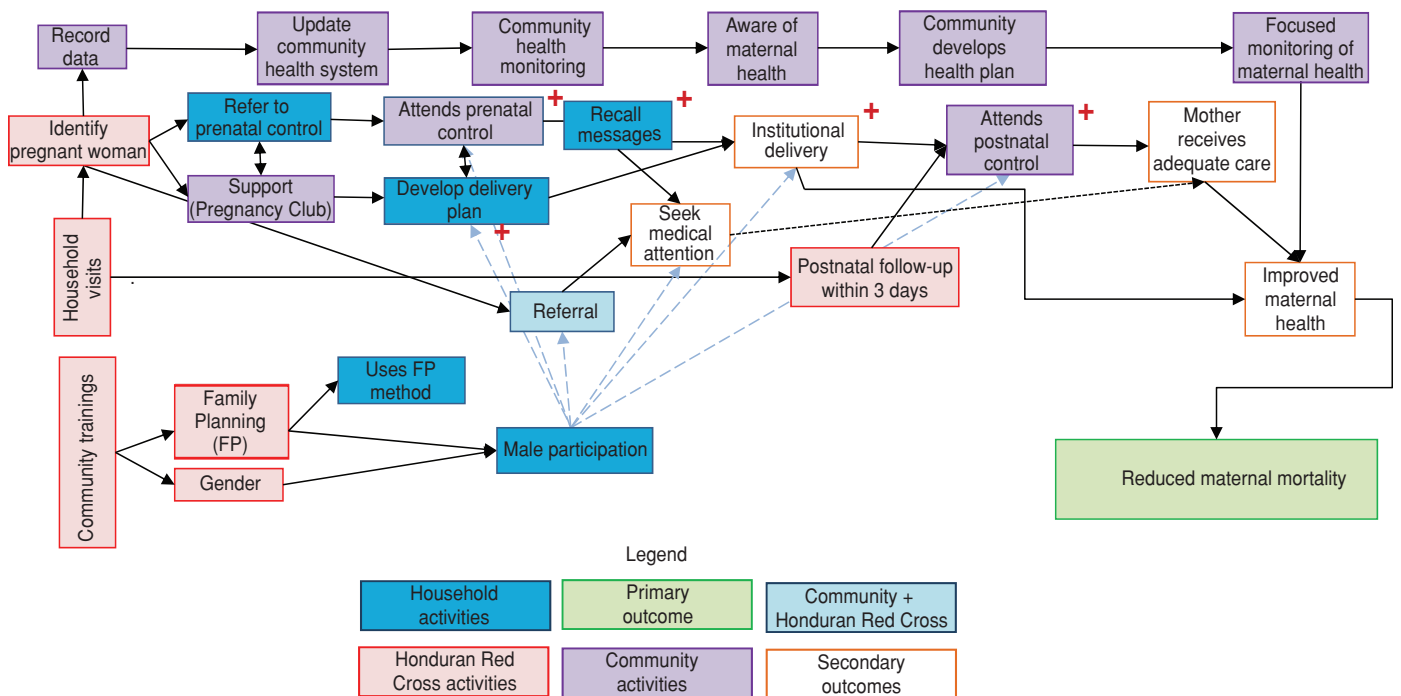 Record
data
Update
community
health system
Community
health
monitoring
Aware of
maternal
health
Community
develops
health plan
Focused
monitoring of
maternal health
Identify
pregnant woman
Refer to
prenatal control
Attends prenatal
control
+
Recall
messages
+
Institutional
delivery
+
Attends
postnatal
control
+
Mother
receives
adequate care
Support
(Pregnancy Club)
Develop delivery
plan
+
Seek
medical
attention
Household
visits
Referral
Postnatal follow-up
within 3 days
Improved
maternal
health
Community trainings
Family
Planning
(FP)
Uses FP
method
Gender
Male participation
Reduced maternal mortality
Legend
Household
activities
Primary
outcome
Community +
Honduran Red Cross
Honduran Red
Cross activities
Community
activities
Secondary
outcomes